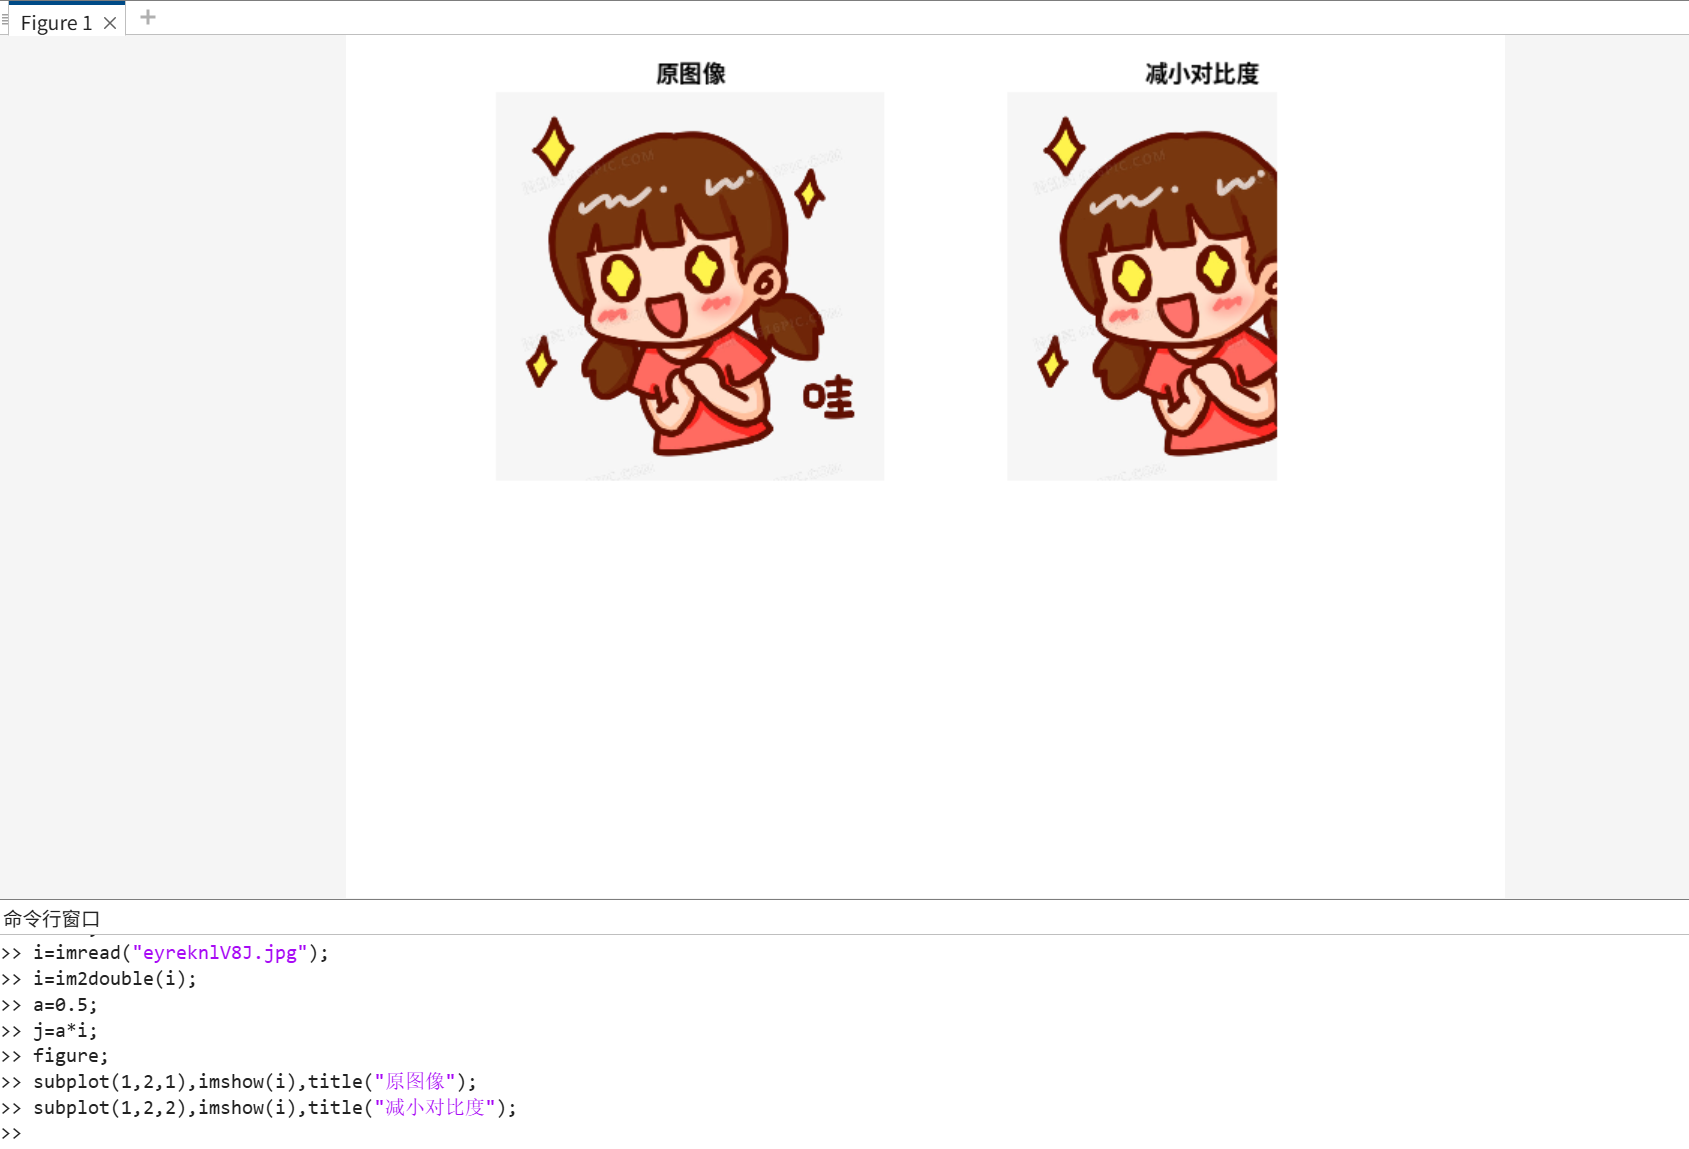 Figure 1
原图像
减小对比度
哇
命令行窗口
>> i=imread("eyreknlV8J.jpg");
>> i=im2double(i);
>> a=0.5;
>> j=a*i;
>> figure;
>> subplot(1,2,1),imshow(i),title("原图像");
>> subplot(1,2,2),imshow(i),title("减小对比度");
>>